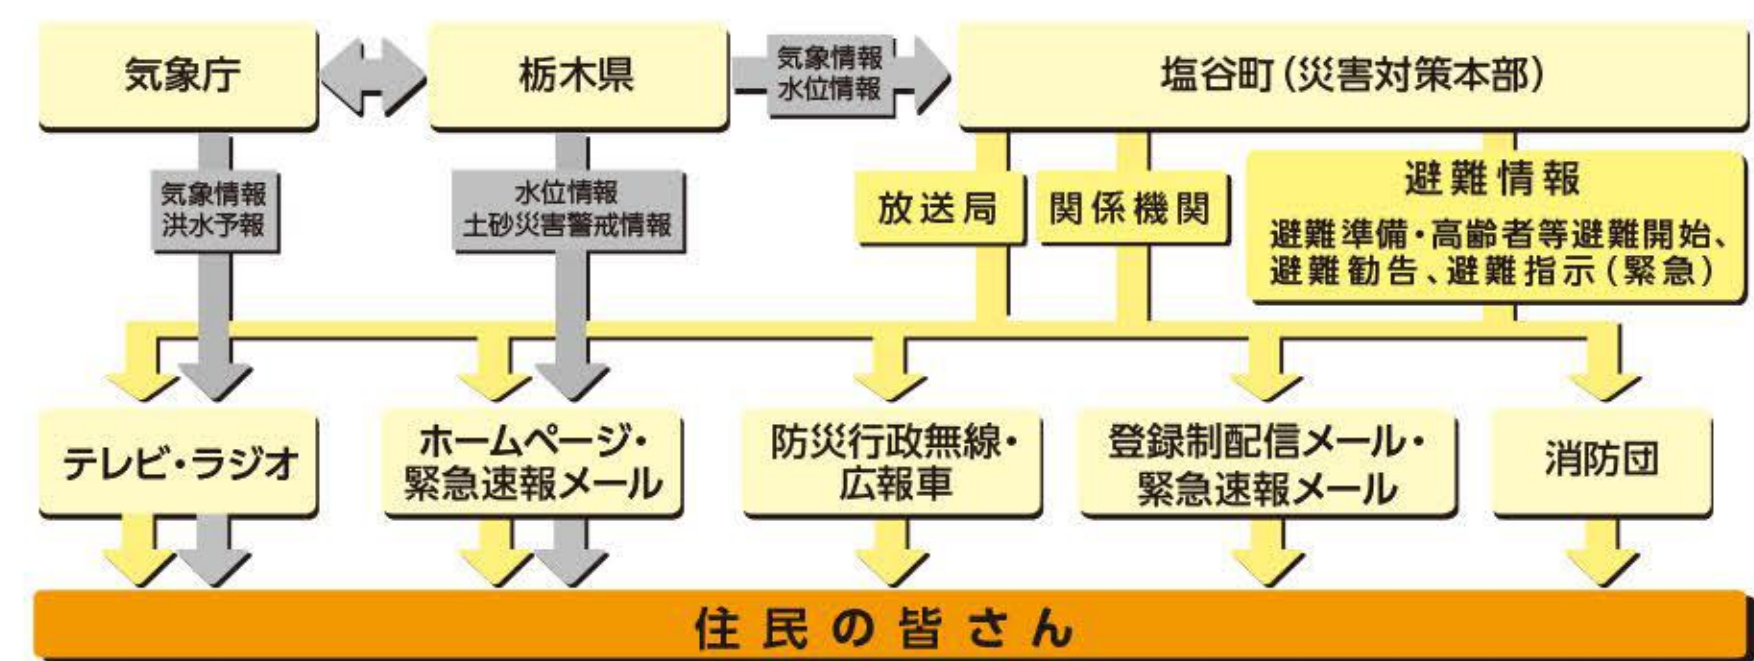 気象庁
栃木県
気象情報
水位情報
塩谷町(災害対策本部)
気象情報
洪水予報
水位情報
土砂災害警戒情報
放送局
関係機関
避難情報
避難準備・高齢者等避難開始、
避難勧告、避難指示(緊急)
テレビ・ラジオ
ホームページ・
緊急速報メール
防災行政無線・
広報車
登録制配信メール・
緊急速報メール
消防団
住民の皆さん